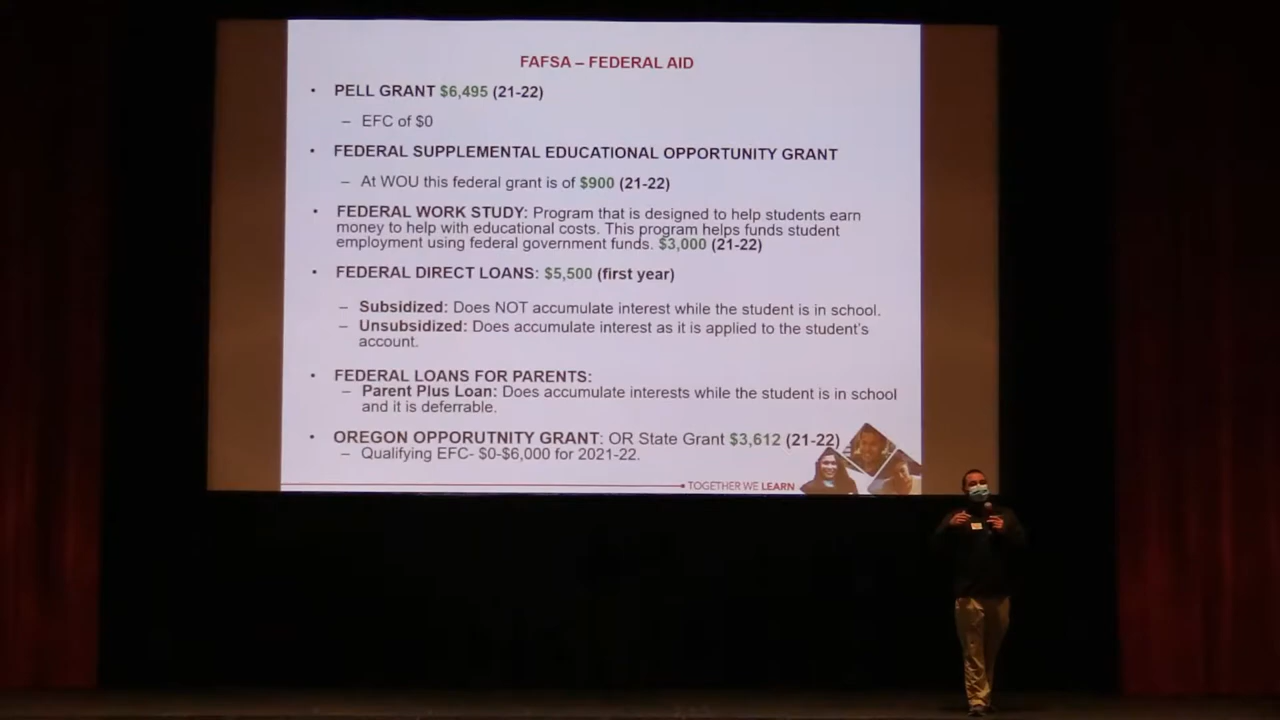 FAFSA – FEDERAL AID
• PELL GRANT $6,495 (21-22)
– EFC of $0
• FEDERAL SUPPLEMENTAL EDUCATIONAL OPPORTUNITY GRANT
– At WOU this federal grant is of $900 (21-22)
• FEDERAL WORK STUDY: Program that is designed to help students earn
money to help with educational costs. This program helps funds student
employment using federal government funds. $3,000 (21-22)
• FEDERAL DIRECT LOANS: $5,500 (first year)
– Subsidized: Does NOT accumulate interest while the student is in school.
– Unsubsidized: Does accumulate interest as it is applied to the student's
account.
• FEDERAL LOANS FOR PARENTS:
– Parent Plus Loan: Does accumulate interests while the student is in school
and it is deferrable.
• OREGON OPPORUTNITY GRANT: OR State Grant $3,612 (21-22)
– Qualifying EFC- $0-$6,000 for 2021-22.
TOGETHER WE LEARN